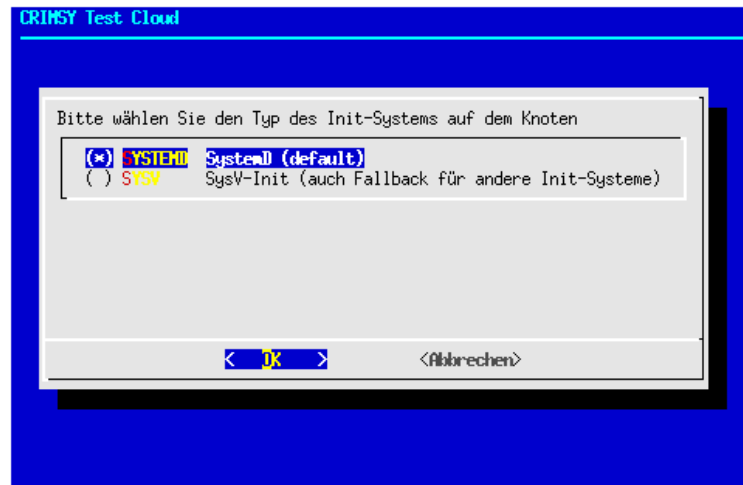 CRIMSY Test Cloud
Bitte wählen Sie den Typ des Init-Systems auf dem Knoten
(*) SYSTEMD SystemD (default)
( ) SYSV SysV-Init (auch Fallback für andere Init-Systeme)
< OK > <Abbrechen>